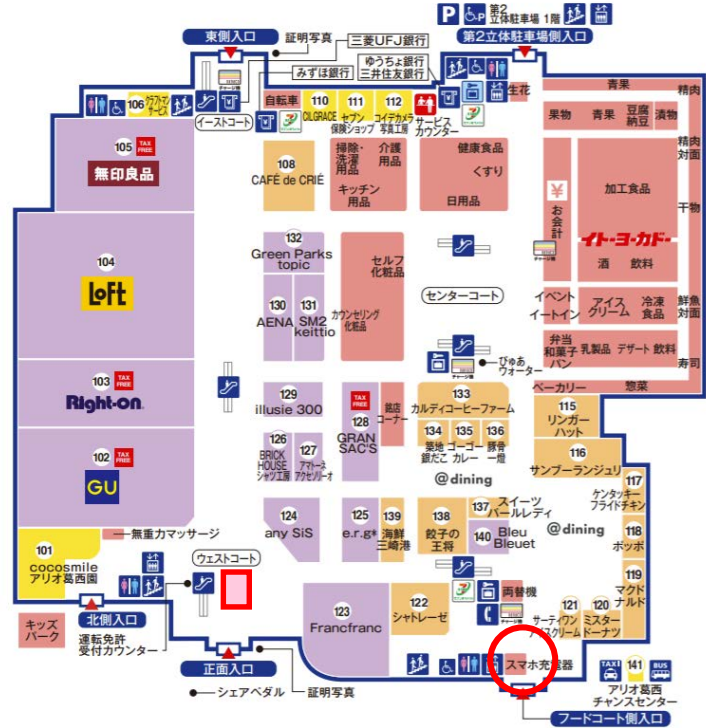 P P 第2
立体駐車場 1階
東側入口
証明写真
三菱UFJ銀行
ゆうちょ銀行
三井住友銀行
みずほ銀行
第2立体駐車場側入口
106 クラフトマン
サービス
イーストコート
自転車
110
CILGRACE
111
セブン
保険ショップ
112
コイデカメラ
写真工房
サービス
カウンター
生花
青果
精肉
果物
青果
豆腐
納豆
漬物
精肉
対面
105 TAX FREE
無印良品
108
CAFÉ de CRIÉ
掃除・
洗濯
用品
介護
用品
キッチン
用品
健康食品
くすり
日用品
¥
お会計
加工食品
干物
イトーヨーカドー
酒 飲料
104
LoFt
132
Green Parks
topic
セルフ
化粧品
130
AENA
131
SM2
keittio
カウンセリング
化粧品
センターコート
イベント
イートイン
アイス
クリーム
冷凍
食品
鮮魚
対面
ぴゅあ
ウォーター
弁当
和菓子
パン
乳製品 デザート 飲料
寿司
惣菜
ベーカリー
103 TAX FREE
Right-on
129
illusie 300
TAX FREE
128
GRAN
SAC'S
銘店
コーナー
133
カルディコーヒーファーム
134
築地
銀だこ
135
ゴーゴー
カレー
136
豚骨
一燈
115
リンガー
ハット
116
サンブーランジュリ
102 TAX FREE
GU
126
BRICK
HOUSE
シャツ工房
127
アマトーネ
アクセソリーオ
@dining
117
ケンタッキー
フライドチキン
124
any SiS
125
e.r.g*
139
海鮮
三崎港
138
餃子の
王将
137 スイーツ
パールレディ
140 Bleu
Bleuet
@dining
118
ポッポ
119
マクド
ナルド
101
cocosmile
アリオ葛西園
無重力マッサージ
ウェストコート
キッズ
パーク
北側入口
運転免許
受付カウンター
正面入口
シェアペダル
証明写真
123
Francfranc
122
シャトレーゼ
両替機
121
サーティワン
アイスクリーム
120
ミスター
ドーナツ
スマホ充電器
TAXI 141 BUS
アリオ葛西
チャンスセンター
フードコート側入口